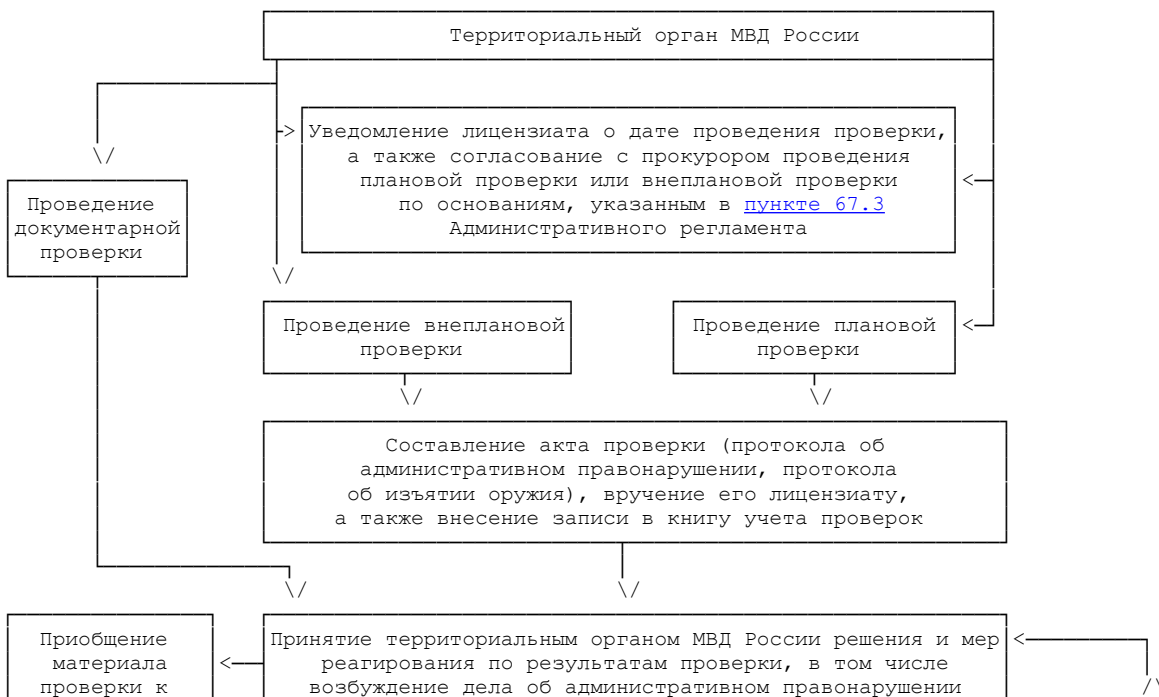 Территориальный орган МВД России
Уведомление лицензиата о дате проведения проверки,
а также согласование с прокурором проведения
плановой проверки или внеплановой проверки
по основаниям, указанным в пункте 67.3
Административного регламента
Проведение
документарной
проверки
Проведение внеплановой
проверки
Проведение плановой
проверки
Составление акта проверки (протокола об
административном правонарушении, протокола
об изъятии оружия), вручение его лицензиату,
а также внесение записи в книгу учета проверок
Приобщение
материала
проверки к
Принятие территориальным органом МВД России решения и мер
реагирования по результатам проверки, в том числе
возбуждение дела об административном правонарушении